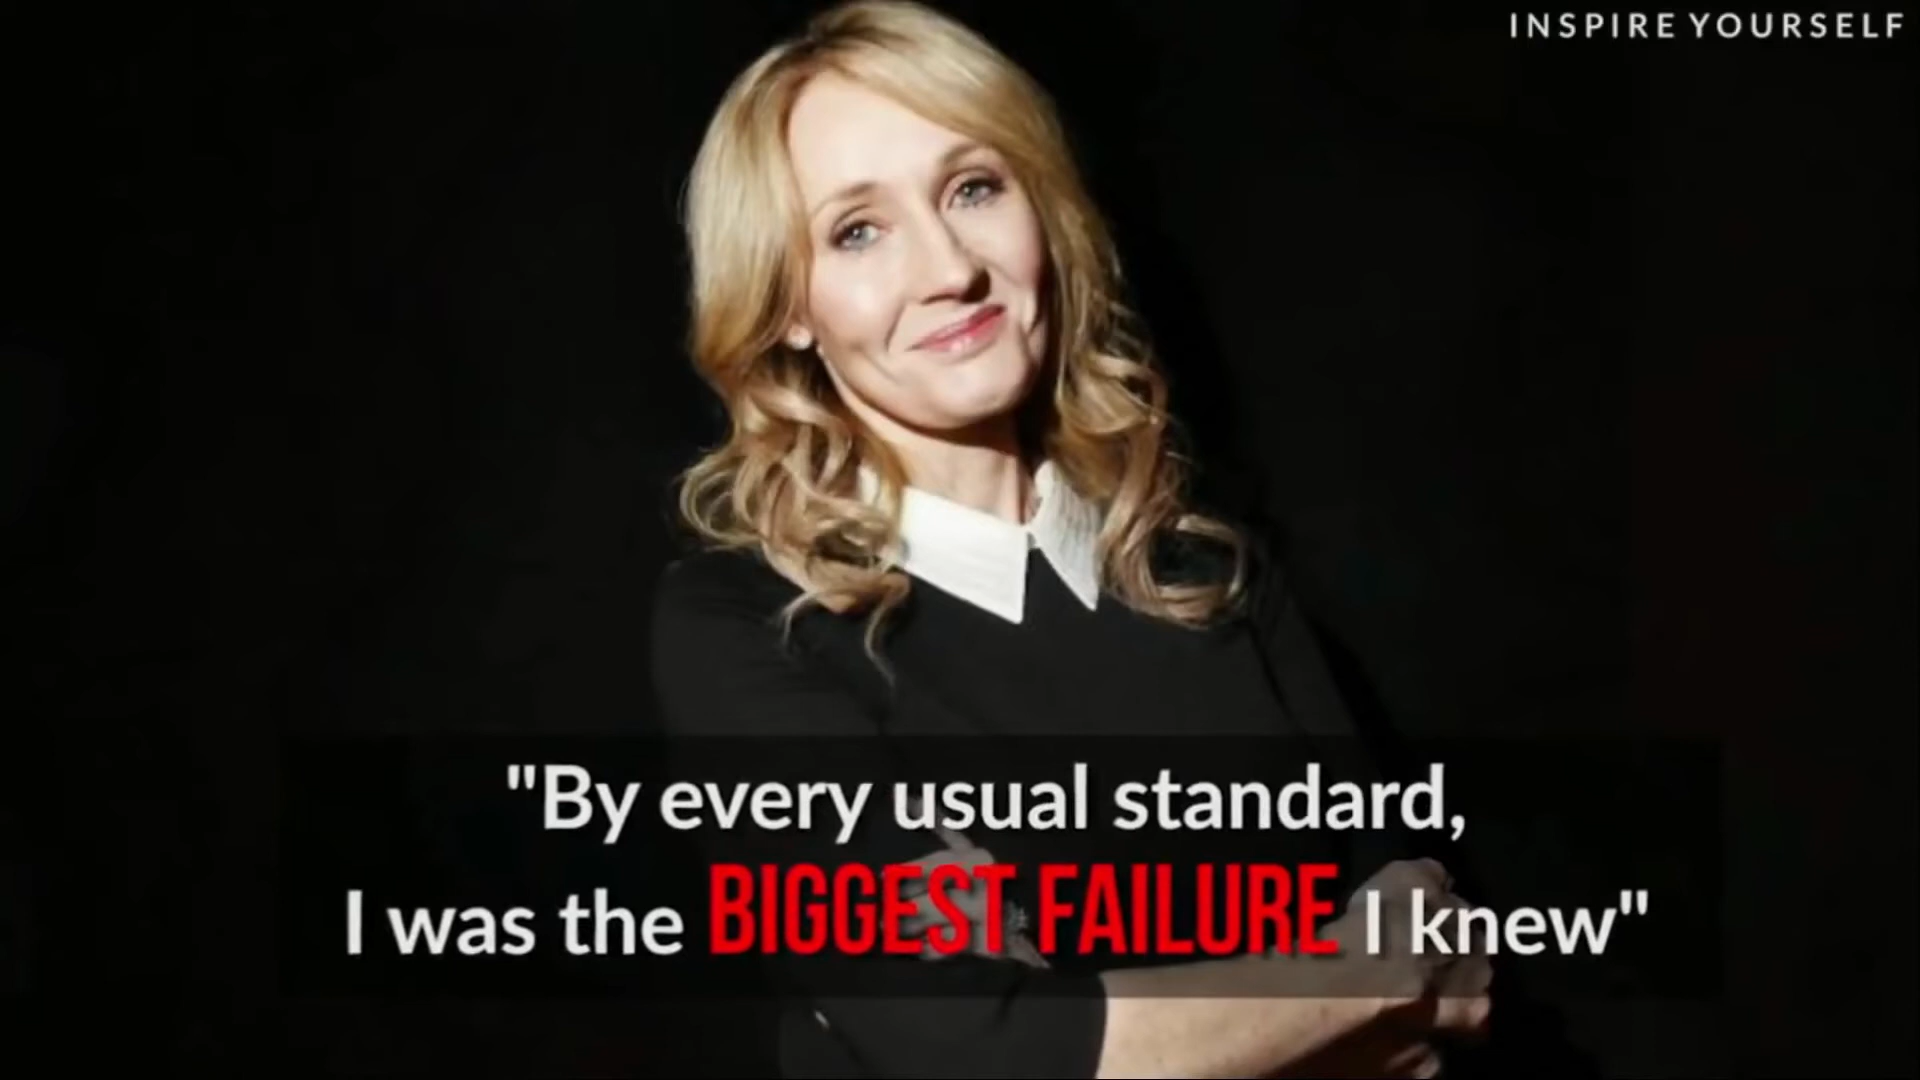 INSPIRE YOURSELF
"By every usual standard,
I was the BIGGEST FAILURE I knew"